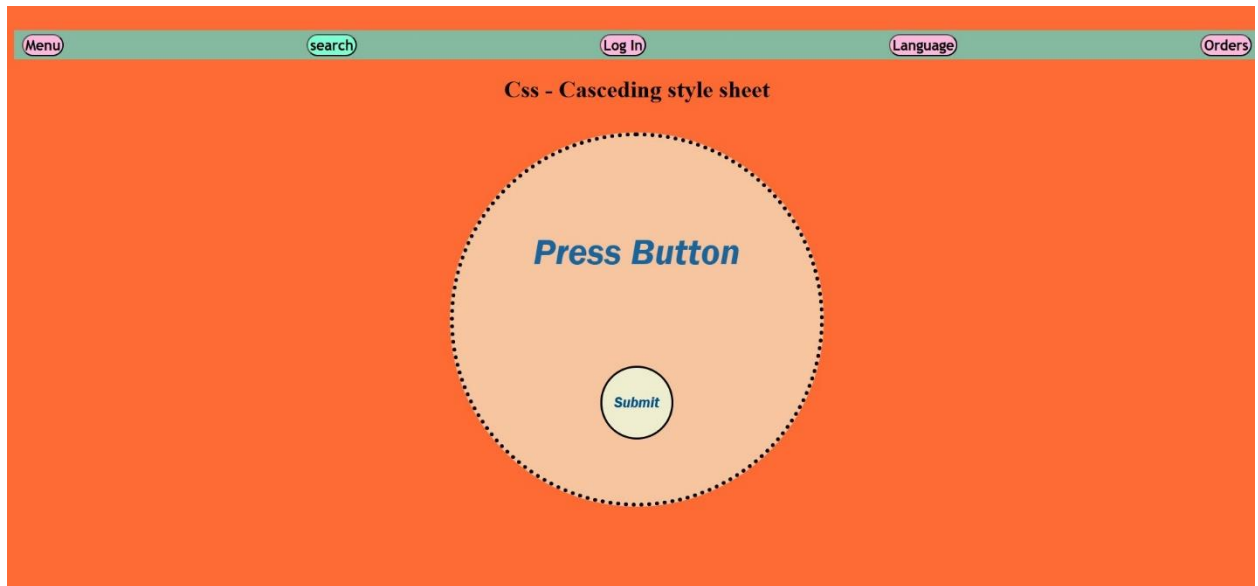 Menu search Log In Language Orders
Css - Casceding style sheet
Press Button
Submit